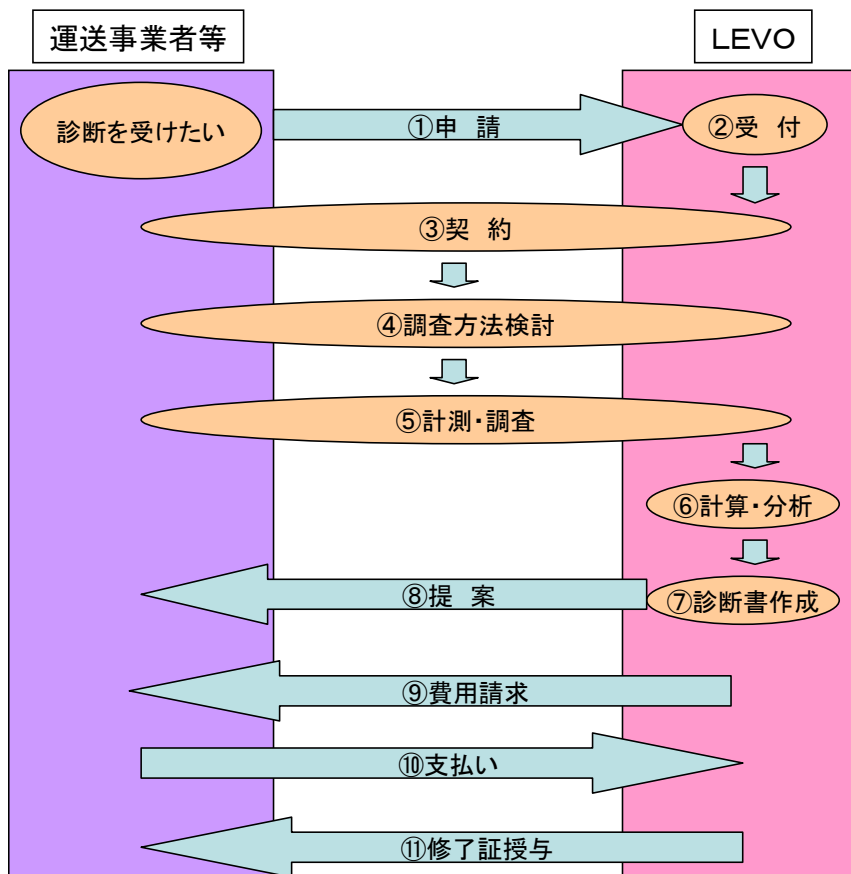 運送事業者等
LEVO
診断を受けたい
①申 請
②受 付
③契 約
④調査方法検討
⑤計測・調査
⑥計算・分析
⑦診断書作成
⑧提 案
⑨費用請求
⑩支払い
⑪修了証授与